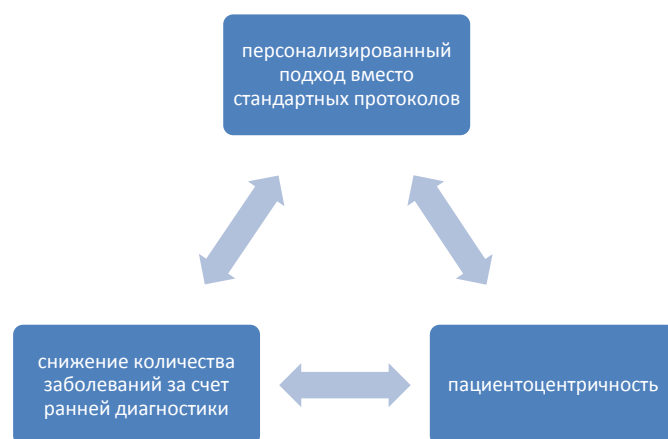 персонализированный
подход вместо
стандартных протоколов
снижение количества
заболеваний за счет
ранней диагностики
пациентоцентричность